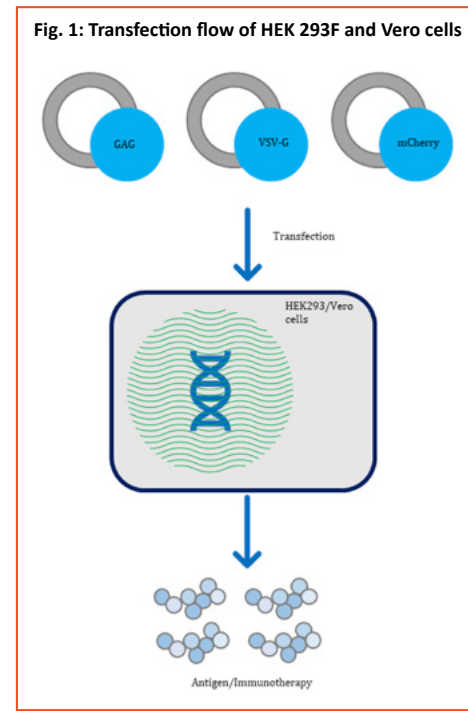 Fig. 1: Transfection flow of HEK 293F and Vero cells
GAG
VSV-G
mCherry
Transfection
HEK293/Vero
cells
Antigen/Immunotherapy